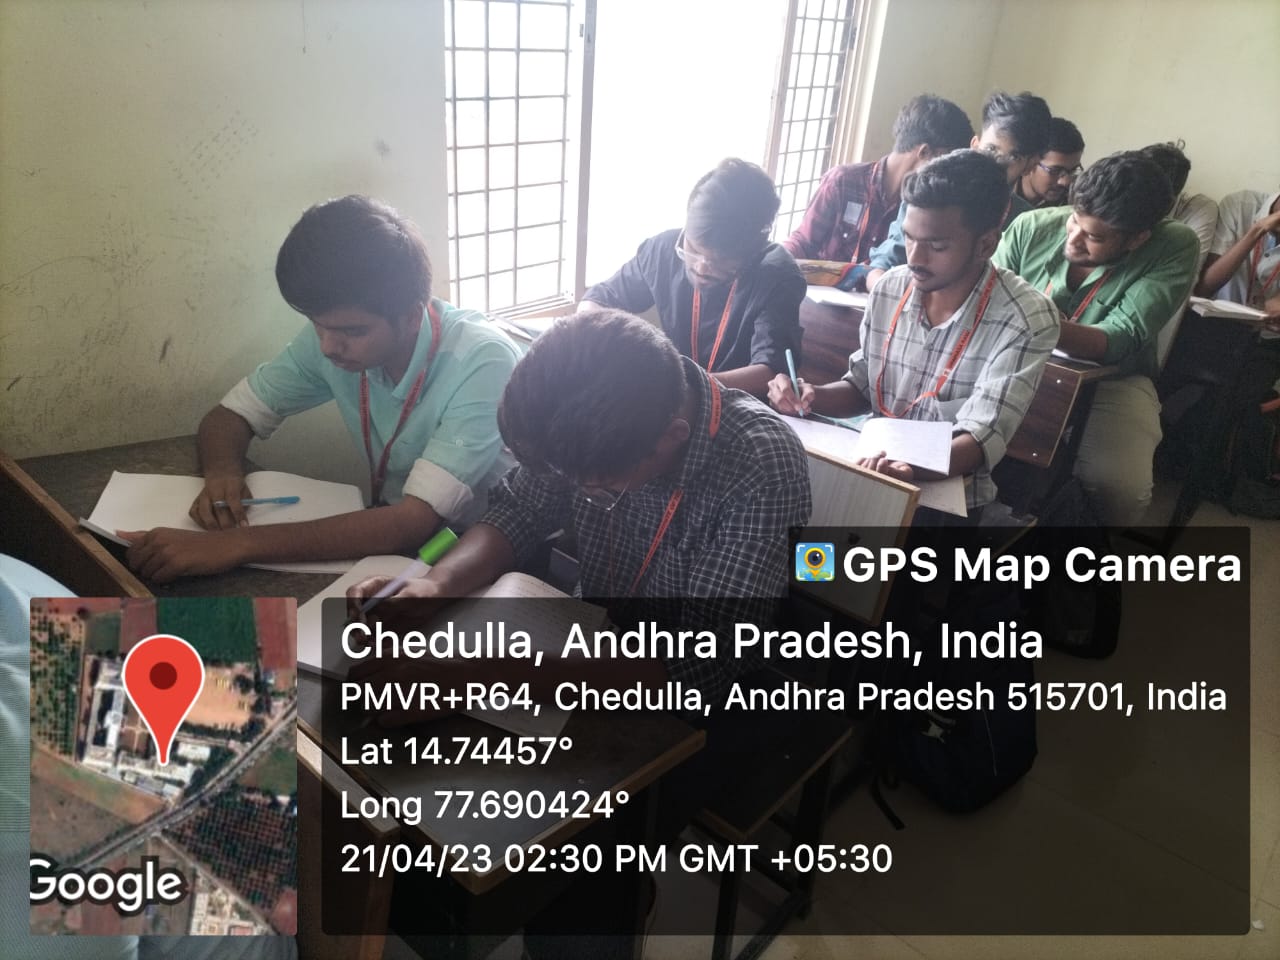 GPS Map Camera
Chedulla, Andhra Pradesh, India
PMVR+R64, Chedulla, Andhra Pradesh 515701, India
Lat 14.74457°
Long 77.690424°
21/04/23 02:30 PM GMT +05:30
Google